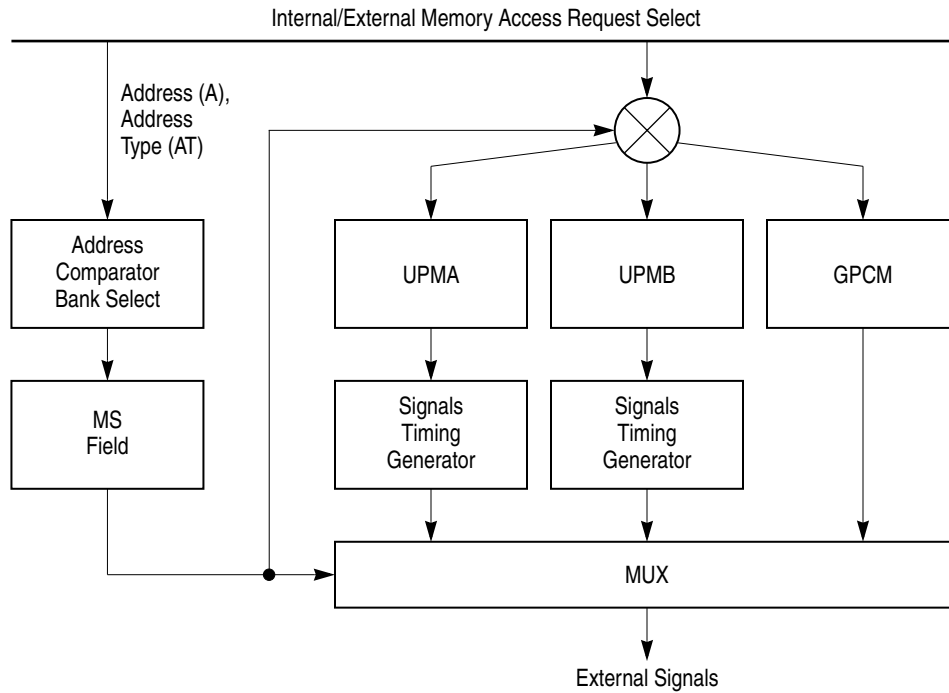 Internal/External Memory Access Request Select
Address (A),
Address
Type (AT)
Address
Comparator
Bank Select
UPMA
UPMB
GPCM
MS
Field
Signals
Timing
Generator
Signals
Timing
Generator
MUX
External Signals